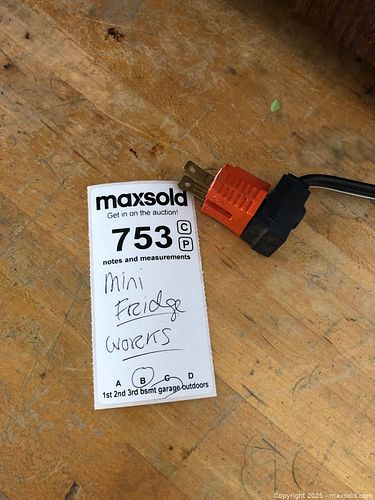 maxsold
Get in on the auction!
753 C
P
notes and measurements
Mini
Freidge
works
A B C D
1st 2nd 3rd bsmt garage outdoors
Copyright 2025 - maxsold.com